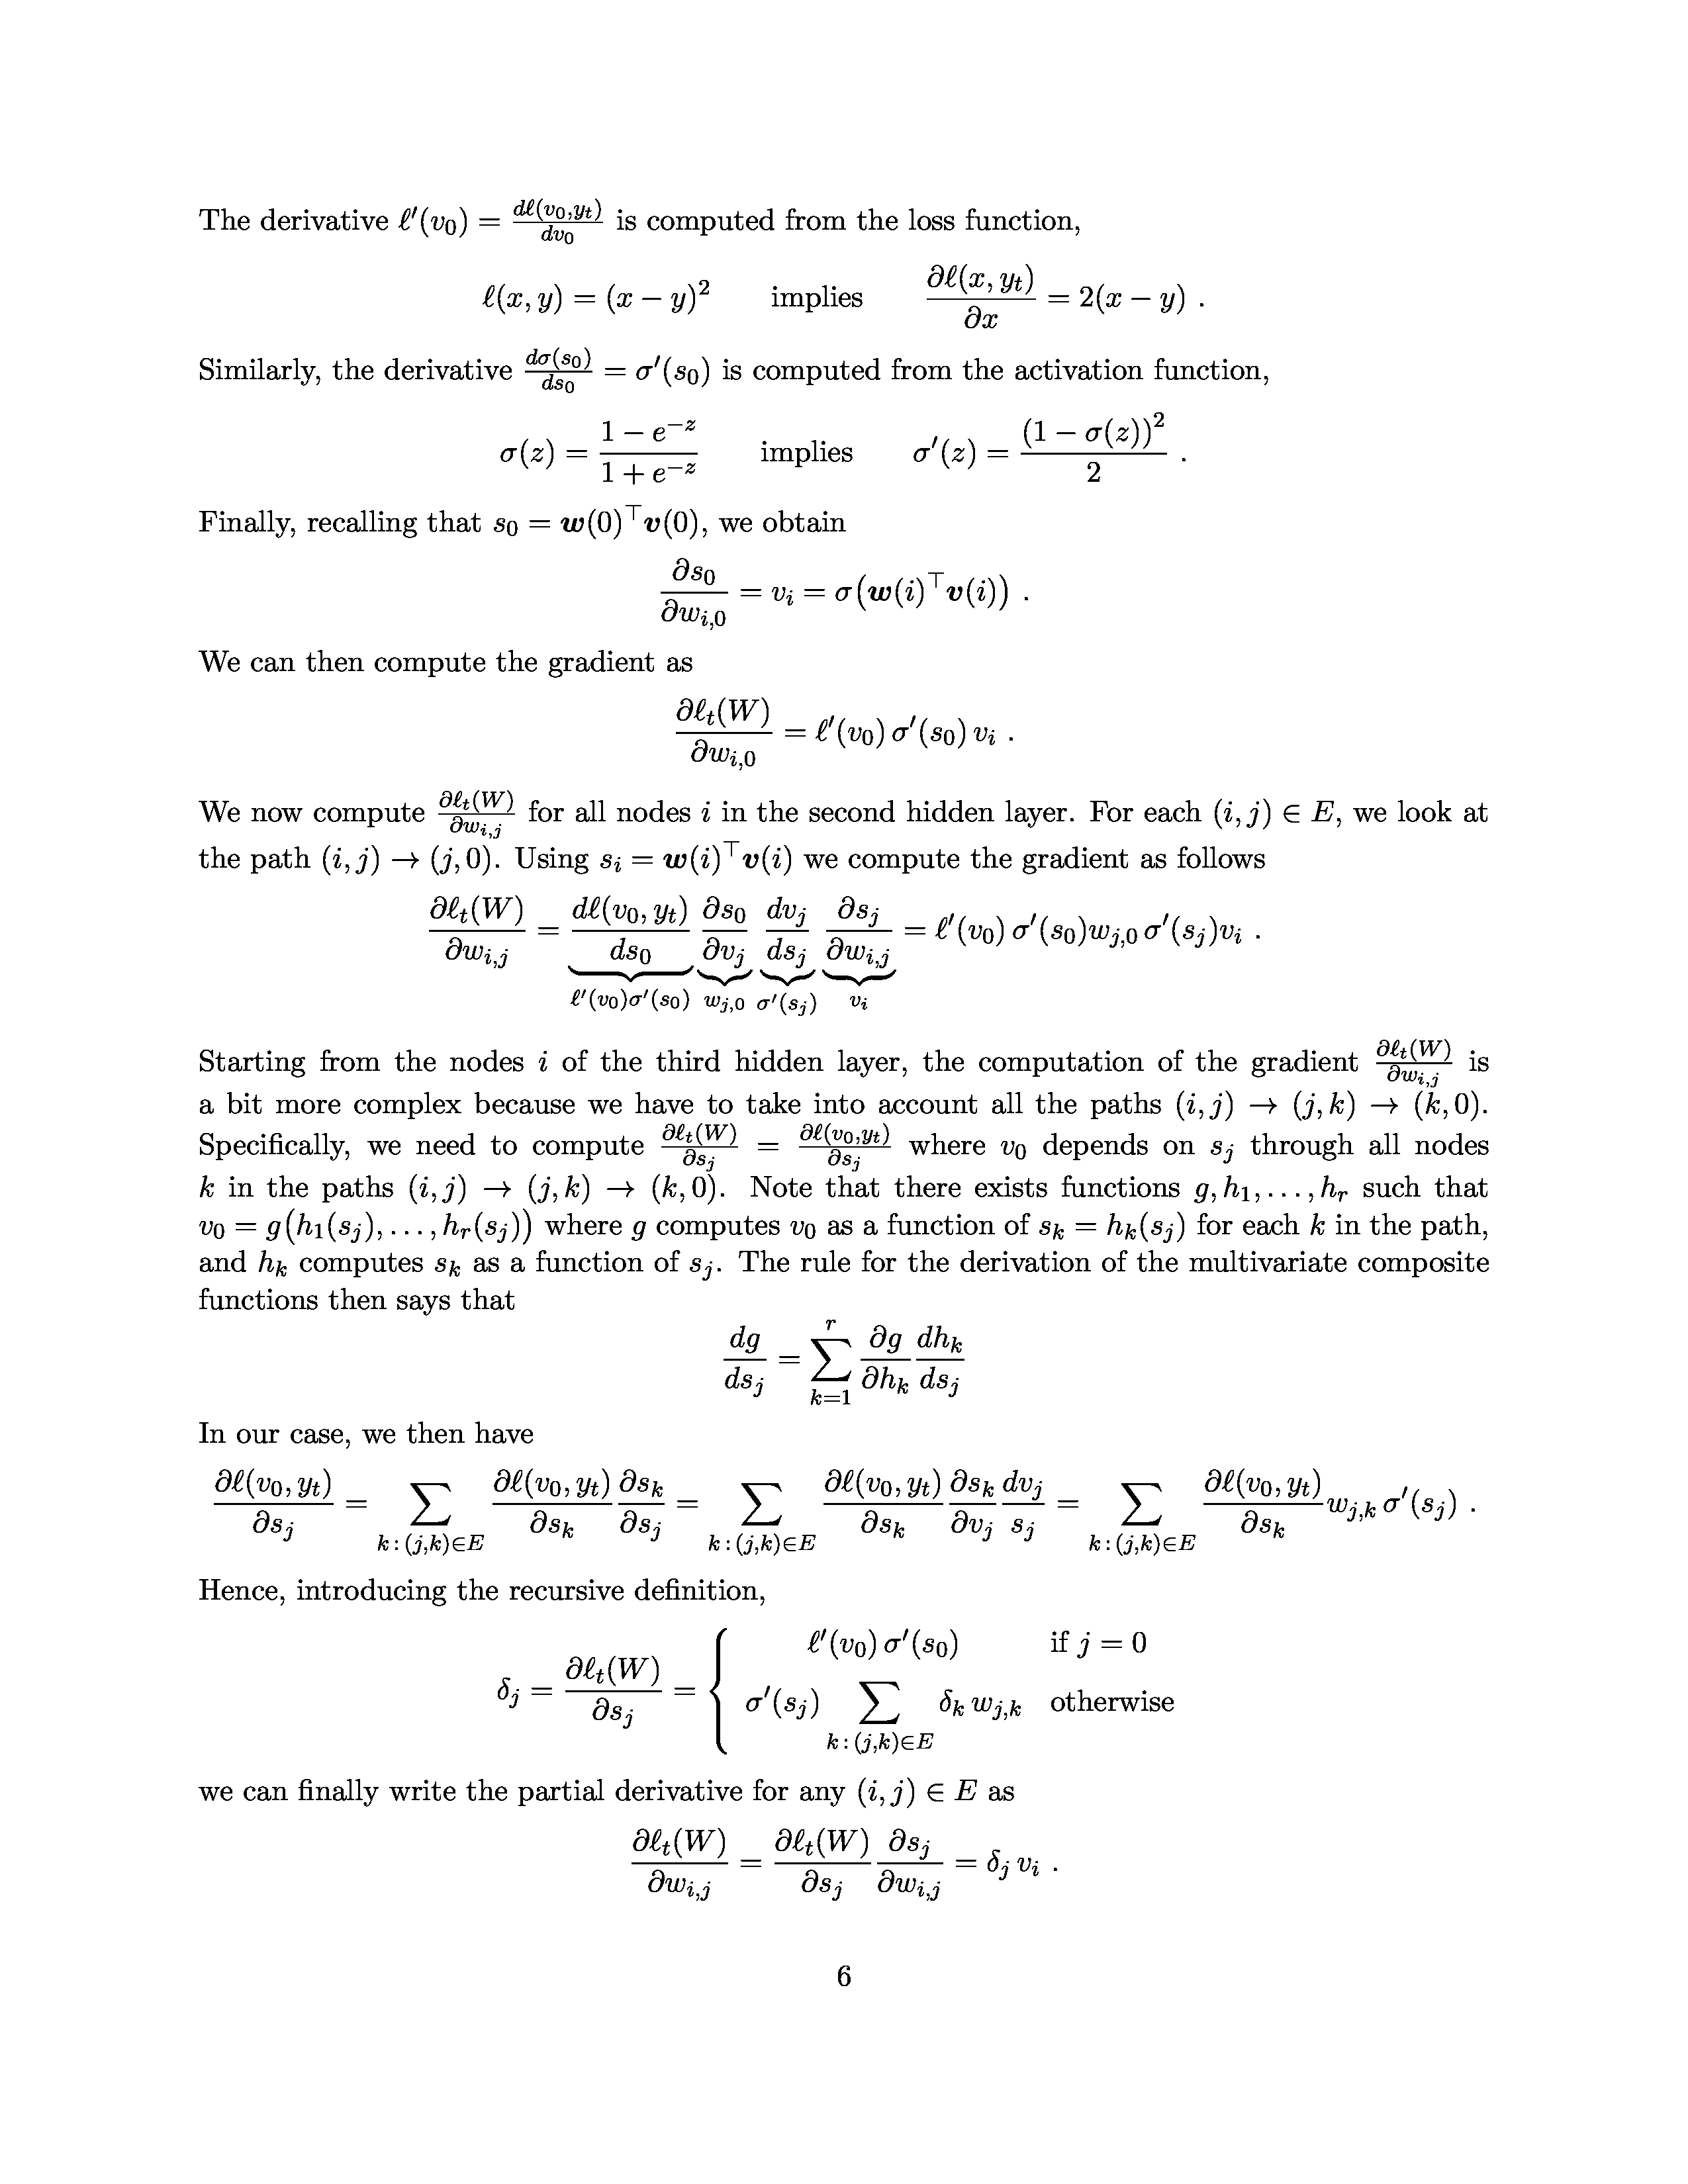 The derivative $\ell'(v_0) = \frac{d\ell(v_0,y_t)}{dv_0}$ is computed from the loss function,
$\ell(x, y) = (x - y)^2 \qquad \text{implies} \qquad \frac{\partial \ell(x, y_t)}{\partial x} = 2(x - y) \ .$
Similarly, the derivative $\frac{d\sigma(s_0)}{ds_0} = \sigma'(s_0)$ is computed from the activation function,
$\sigma(z) = \frac{1 - e^{-z}}{1 + e^{-z}} \qquad \text{implies} \qquad \sigma'(z) = \frac{(1 - \sigma(z))^2}{2} \ .$
Finally, recalling that $s_0 = \boldsymbol{w}(0)^\top \boldsymbol{v}(0)$, we obtain
$\frac{\partial s_0}{\partial w_{i,0}} = v_i = \sigma\big(\boldsymbol{w}(i)^\top \boldsymbol{v}(i)\big) \ .$
We can then compute the gradient as
$\frac{\partial \ell_t(W)}{\partial w_{i,0}} = \ell'(v_0)\, \sigma'(s_0)\, v_i \ .$
We now compute $\frac{\partial \ell_t(W)}{\partial w_{i,j}}$ for all nodes $i$ in the second hidden layer. For each $(i, j) \in E$, we look at
the path $(i, j) \to (j, 0)$. Using $s_i = \boldsymbol{w}(i)^\top \boldsymbol{v}(i)$ we compute the gradient as follows
$\frac{\partial \ell_t(W)}{\partial w_{i,j}} = \underbrace{\frac{d\ell(v_0, y_t)}{ds_0}}_{\ell'(v_0)\sigma'(s_0)} \underbrace{\frac{\partial s_0}{\partial v_j}}_{w_{j,0}} \underbrace{\frac{dv_j}{ds_j}}_{\sigma'(s_j)} \underbrace{\frac{\partial s_j}{\partial w_{i,j}}}_{v_i} = \ell'(v_0)\, \sigma'(s_0) w_{j,0}\, \sigma'(s_j) v_i \ .$
Starting from the nodes $i$ of the third hidden layer, the computation of the gradient $\frac{\partial \ell_t(W)}{\partial w_{i,j}}$ is
a bit more complex because we have to take into account all the paths $(i, j) \to (j, k) \to (k, 0)$.
Specifically, we need to compute $\frac{\partial \ell_t(W)}{\partial s_j} = \frac{\partial \ell(v_0,y_t)}{\partial s_j}$ where $v_0$ depends on $s_j$ through all nodes
$k$ in the paths $(i, j) \to (j, k) \to (k, 0)$. Note that there exists functions $g, h_1, \ldots, h_r$ such that
$v_0 = g\big(h_1(s_j), \ldots, h_r(s_j)\big)$ where $g$ computes $v_0$ as a function of $s_k = h_k(s_j)$ for each $k$ in the path,
and $h_k$ computes $s_k$ as a function of $s_j$. The rule for the derivation of the multivariate composite
functions then says that
$\frac{dg}{ds_j} = \sum_{k=1}^{r} \frac{\partial g}{\partial h_k} \frac{dh_k}{ds_j}$
In our case, we then have
$\frac{\partial \ell(v_0, y_t)}{\partial s_j} = \sum_{k\,:\,(j,k)\in E} \frac{\partial \ell(v_0, y_t)}{\partial s_k} \frac{\partial s_k}{\partial s_j} = \sum_{k\,:\,(j,k)\in E} \frac{\partial \ell(v_0, y_t)}{\partial s_k} \frac{\partial s_k}{\partial v_j} \frac{dv_j}{s_j} = \sum_{k\,:\,(j,k)\in E} \frac{\partial \ell(v_0, y_t)}{\partial s_k} w_{j,k}\, \sigma'(s_j) \ .$
Hence, introducing the recursive definition,
$\delta_j = \frac{\partial \ell_t(W)}{\partial s_j} = \begin{cases} \ell'(v_0)\, \sigma'(s_0) & \text{if } j = 0 \\ \sigma'(s_j) \sum_{k\,:\,(j,k)\in E} \delta_k\, w_{j,k} & \text{otherwise} \end{cases}$
we can finally write the partial derivative for any $(i, j) \in E$ as
$\frac{\partial \ell_t(W)}{\partial w_{i,j}} = \frac{\partial \ell_t(W)}{\partial s_j} \frac{\partial s_j}{\partial w_{i,j}} = \delta_j\, v_i \ .$
6